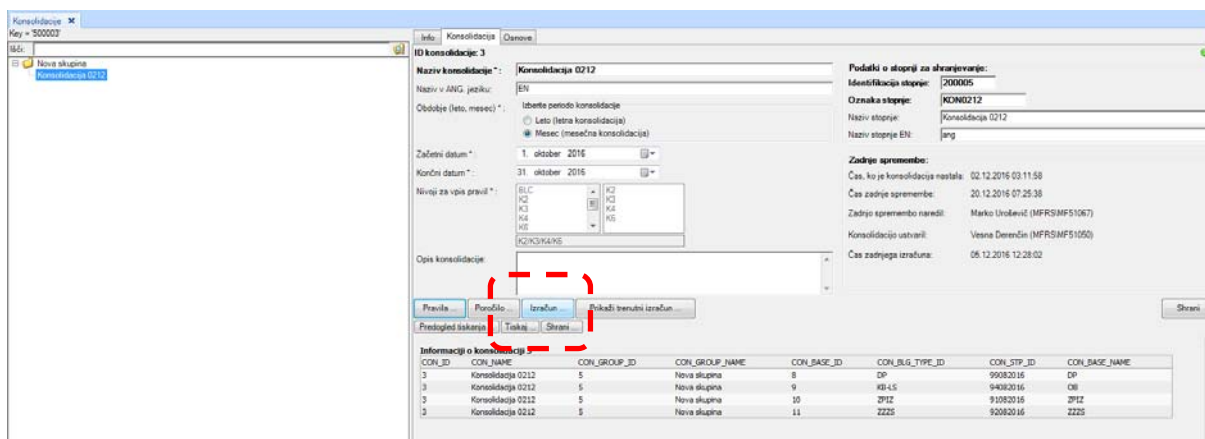 Konsolidacije ✖
Key = '500003'
Išči:
Nova skupina
Konsolidacija 0212
Info Konsolidacija Osnove
ID konsolidacije: 3
Naziv konsolidacije *: Konsolidacija 0212
Naziv v ANG. jeziku: EN
Obdobje (leto, mesec) *: Izberite periodo konsolidacije
Leto (letna konsolidacija)
Mesec (mesečna konsolidacija)
Začetni datum *: 1. oktober 2016
Končni datum *: 31. oktober 2016
Nivoji za vpis pravil *:
BLC K2
K2 K3
K3 K4
K4 K6
K6
K2/K3/K4/K6
Opis konsolidacije:
Podatki o stopnji za shranjevanje:
Identifikacija stopnje: 200005
Oznaka stopnje: KON0212
Naziv stopnje: Konsolidacija 0212
Naziv stopnje EN: ang
Zadnje spremembe:
Čas, ko je konsolidacija nastala: 02.12.2016 03:11:58
Čas zadnje spremembe: 20.12.2016 07:25:38
Zadnjo spremembo naredil: Marko Uroševič (MFRS\MF51067)
Konsolidacijo ustvaril: Vesna Derenčin (MFRS\MF51050)
Čas zadnjega izračuna: 05.12.2016 12:28:02
Pravila ... Poročilo ... Izračun ... Prikaži trenutni izračun ... Shrani
Predogled tiskanja ... Tiskaj ... Shrani ...
Informaciji o konsolidaciji 3
CON_ID CON_NAME CON_GROUP_ID CON_GROUP_NAME CON_BASE_ID CON_BLG_TYPE_ID CON_STP_ID CON_BASE_NAME
3 Konsolidacija 0212 5 Nova skupina 8 DP 99082016 DP
3 Konsolidacija 0212 5 Nova skupina 9 KB-LS 94082016 OB
3 Konsolidacija 0212 5 Nova skupina 10 ZPIZ 91082016 ZPIZ
3 Konsolidacija 0212 5 Nova skupina 11 ZZZS 92082016 ZZZS